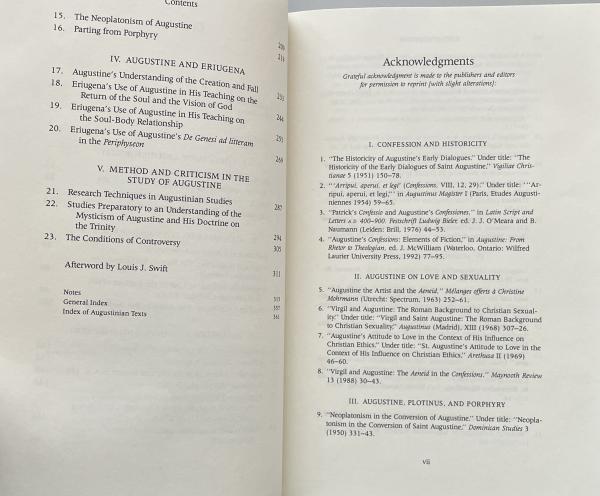 Contents
15. The Neoplatonism of Augustine
16. Parting from Porphyry
IV. AUGUSTINE AND ERIUGENA
17. Augustine's Understanding of the Creation and Fall
18. Eriugena's Use of Augustine in His Teaching on the
Return of the Soul and the Vision of God
19. Eriugena's Use of Augustine in His Teaching on
the Soul-Body Relationship
20. Eriugena's Use of Augustine's De Genesi ad litteram
in the Periphyseon
V. METHOD AND CRITICISM IN THE
STUDY OF AUGUSTINE
21. Research Techniques in Augustinian Studies 287
22. Studies Preparatory to an Understanding of the
Mysticism of Augustine and His Doctrine on
the Trinity 294
23. The Conditions of Controversy 305
Afterword by Louis J. Swift 311
Notes
General Index
Index of Augustinian Texts
Acknowledgments
Grateful acknowledgment is made to the publishers and editors
for permission to reprint [with slight alterations]:
I. CONFESSION AND HISTORICITY
1. "The Historicity of Augustine's Early Dialogues." Under title: "The
Historicity of the Early Dialogues of Saint Augustine." Vigiliae Chris-
tianae 5 (1951) 150–78.
2. "'Arripui, aperui, et legi' (Confessions, VIII, 12, 29)." Under title: "'Ar-
ripui, aperui, et legi,'" in Augustinus Magister I (Paris, Etudes Augusti-
niennes 1954) 59–65.
3. "Patrick's Confessio and Augustine's Confessiones," in Latin Script and
Letters A.D. 400–900. Festschrift Ludwig Bieler. ed. J. J. O'Meara and B.
Naumann (Leiden: Brill, 1976) 44–53.
4. "Augustine's Confessions: Elements of Fiction," in Augustine: From
Rhetor to Theologian, ed. J. McWilliam (Waterloo, Ontario: Wilfred
Laurier University Press, 1992) 77–95.
II. AUGUSTINE ON LOVE AND SEXUALITY
5. "Augustine the Artist and the Aeneid." Mélanges offerts à Christine
Mohrmann (Utrecht: Spectrum, 1963) 252–61.
6. "Virgil and Augustine: The Roman Background to Christian Sexual-
ity." Under title: "Virgil and Saint Augustine: The Roman Background
to Christian Sexuality," Augustinus (Madrid), XIII (1968) 307–26.
7. "Augustine's Attitude to Love in the Context of His Influence on
Christian Ethics." Under title: "St. Augustine's Attitude to Love in the
Context of His Influence on Christian Ethics," Arethusa II (1969)
46–60.
8. "Virgil and Augustine: The Aeneid in the Confessions." Maynooth Review
13 (1988) 30–43.
III. AUGUSTINE, PLOTINUS, AND PORPHYRY
9. "Neoplatonism in the Conversion of Augustine." Under title: "Neopla-
tonism in the Conversion of Saint Augustine." Dominican Studies 3
(1950) 331–43.
vii